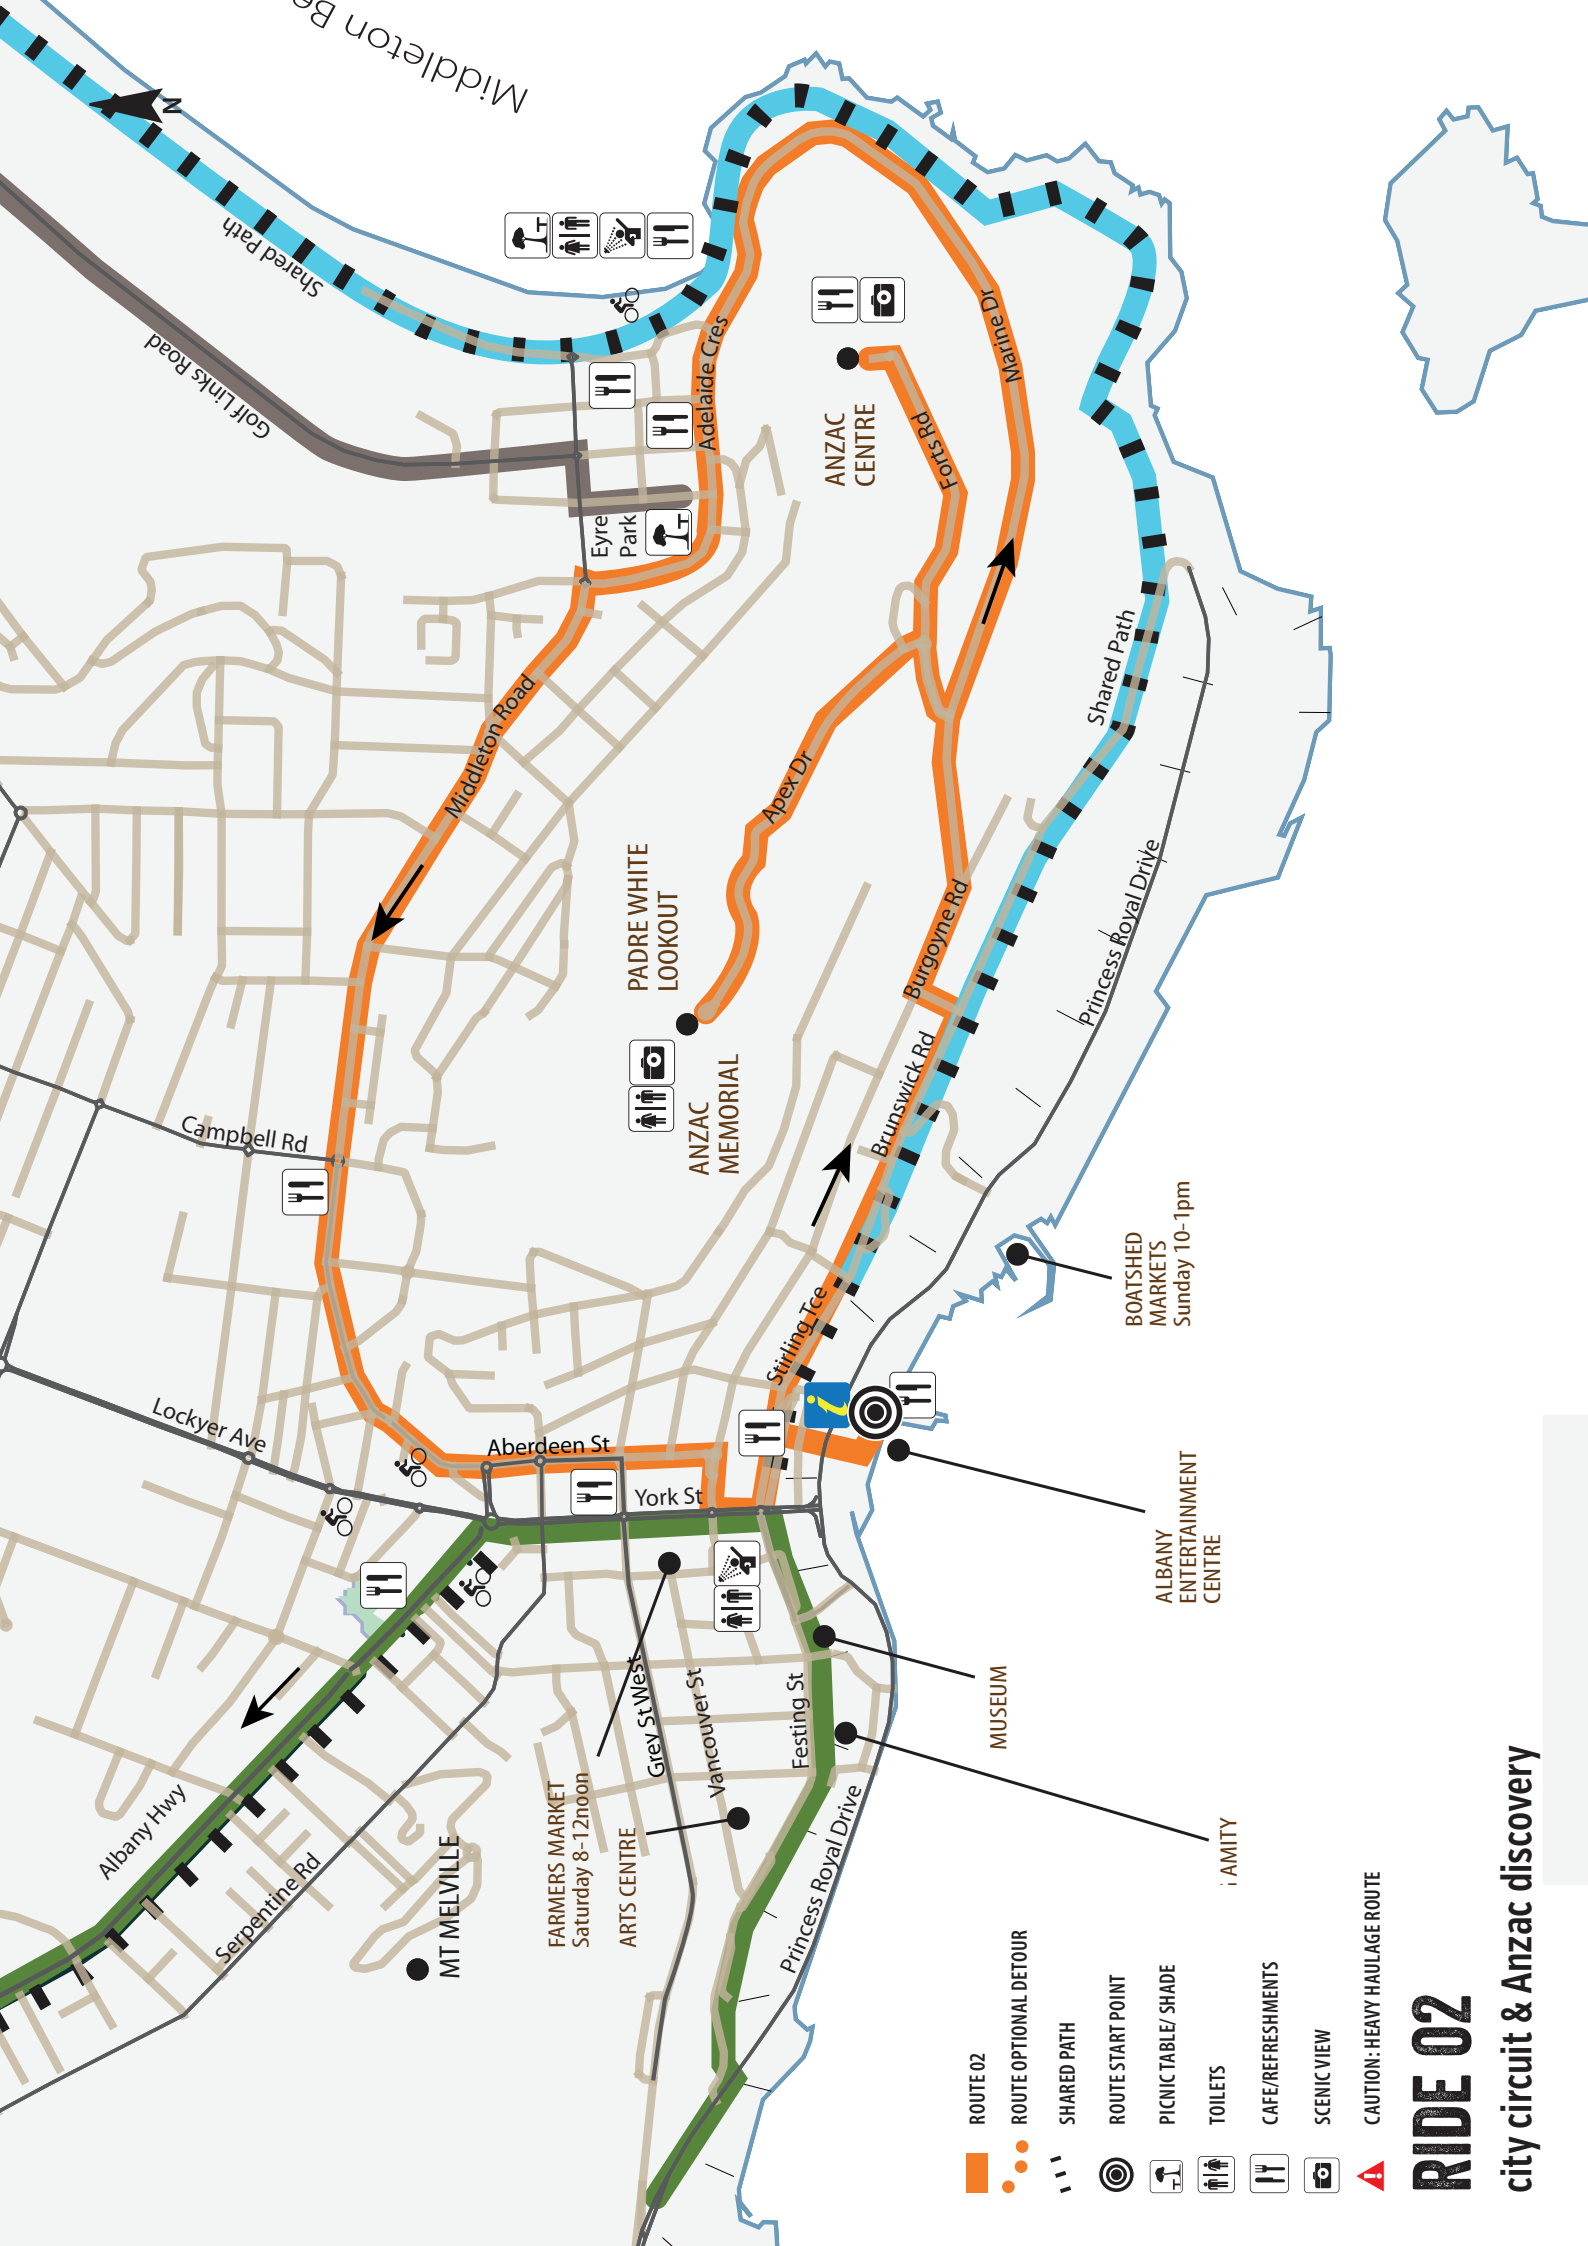 Middleton Be
N
Shared Path
Golf Links Road
Adelaide Cres
Eyre
Park
ANZAC
CENTRE
Forts Rd
Marine Dr
Middleton Road
Apex Dr
PADRE WHITE
LOOKOUT
ANZAC
MEMORIAL
Shared Path
Princess Royal Drive
Burgoyne Rd
Brunswick Rd
Campbell Rd
Lockyer Ave
Stirling Tce
Aberdeen St
York St
BOATSHED
MARKETS
Sunday 10-1pm
ALBANY
ENTERTAINMENT
CENTRE
MUSEUM
AMITY
Albany Hwy
Serpentine Rd
MT MELVILLE
Grey St West
Vancouver St
Festing St
FARMERS MARKET
Saturday 8-12noon
ARTS CENTRE
Princess Royal Drive
i
ROUTE 02
ROUTE OPTIONAL DETOUR
SHARED PATH
ROUTE START POINT
PICNIC TABLE/ SHADE
TOILETS
CAFE/REFRESHMENTS
SCENIC VIEW
CAUTION: HEAVY HAULAGE ROUTE
RIDE 02
city circuit & Anzac discovery